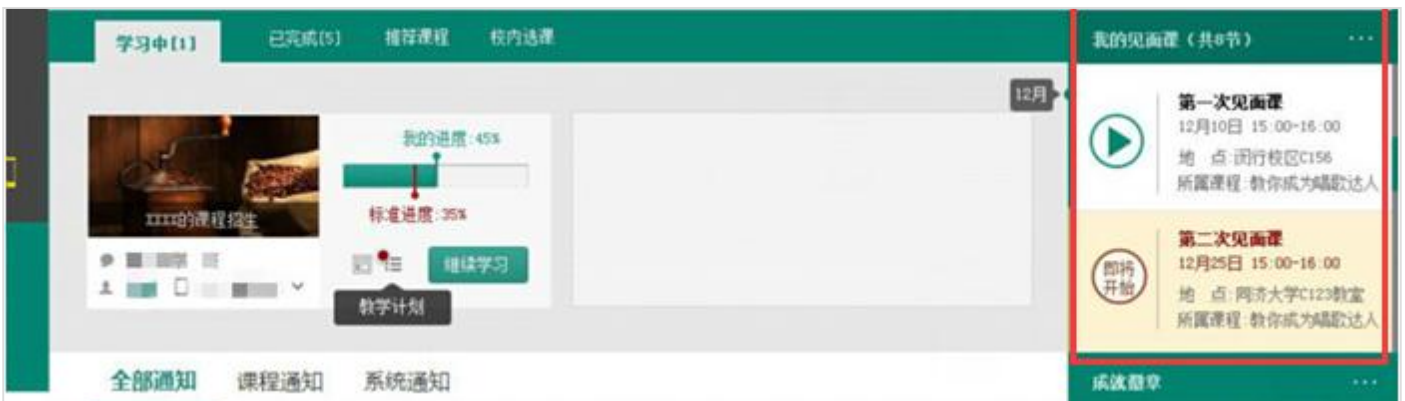 学习中[1]
已完成[5]
推荐课程
校内选课
12月
我的进度:45%
标准进度:35%
XXXX的课程招生
继续学习
教学计划
全部通知
课程通知
系统通知
我的见面课（共8节）
...
第一次见面课
12月10日 15:00-16:00
地 点:闵行校区C156
所属课程:教你成为唱歌达人
即将
开始
第二次见面课
12月25日 15:00-16:00
地 点:同济大学C123教室
所属课程:教你成为唱歌达人
成就徽章
...